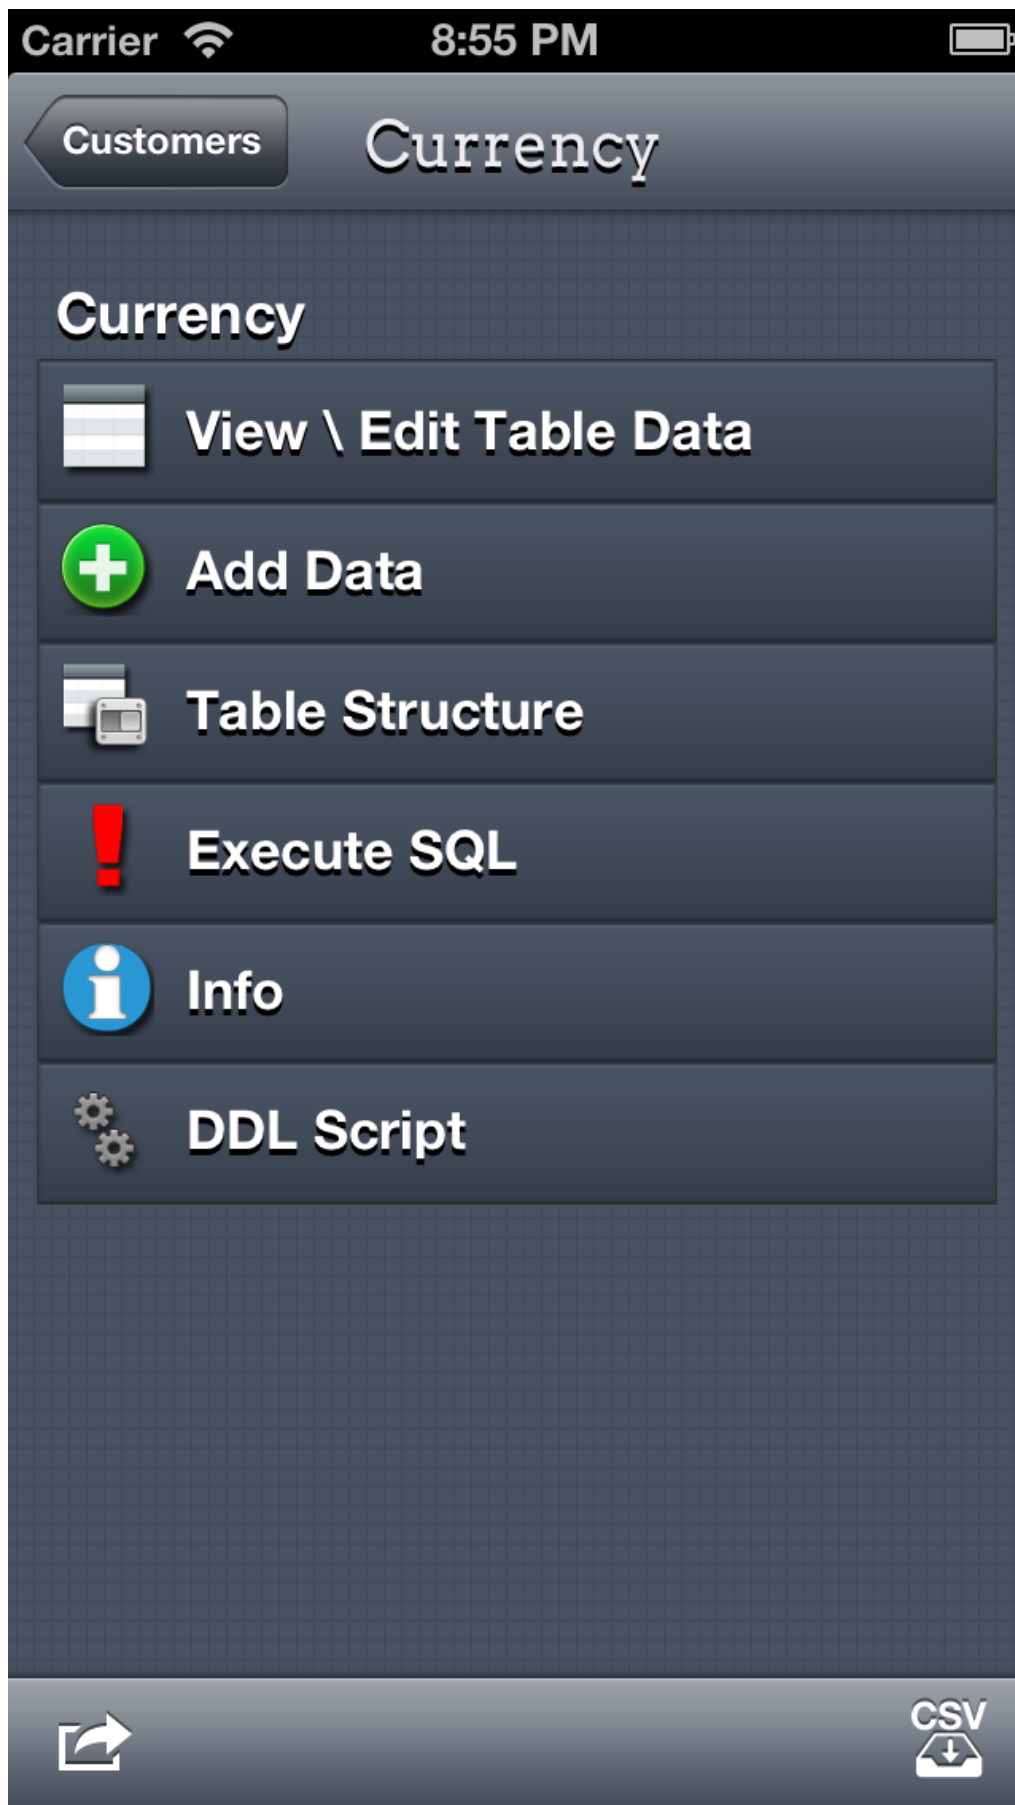 Carrier 8:55 PM
Customers Currency
Currency
View \ Edit Table Data
Add Data
Table Structure
Execute SQL
Info
DDL Script
CSV